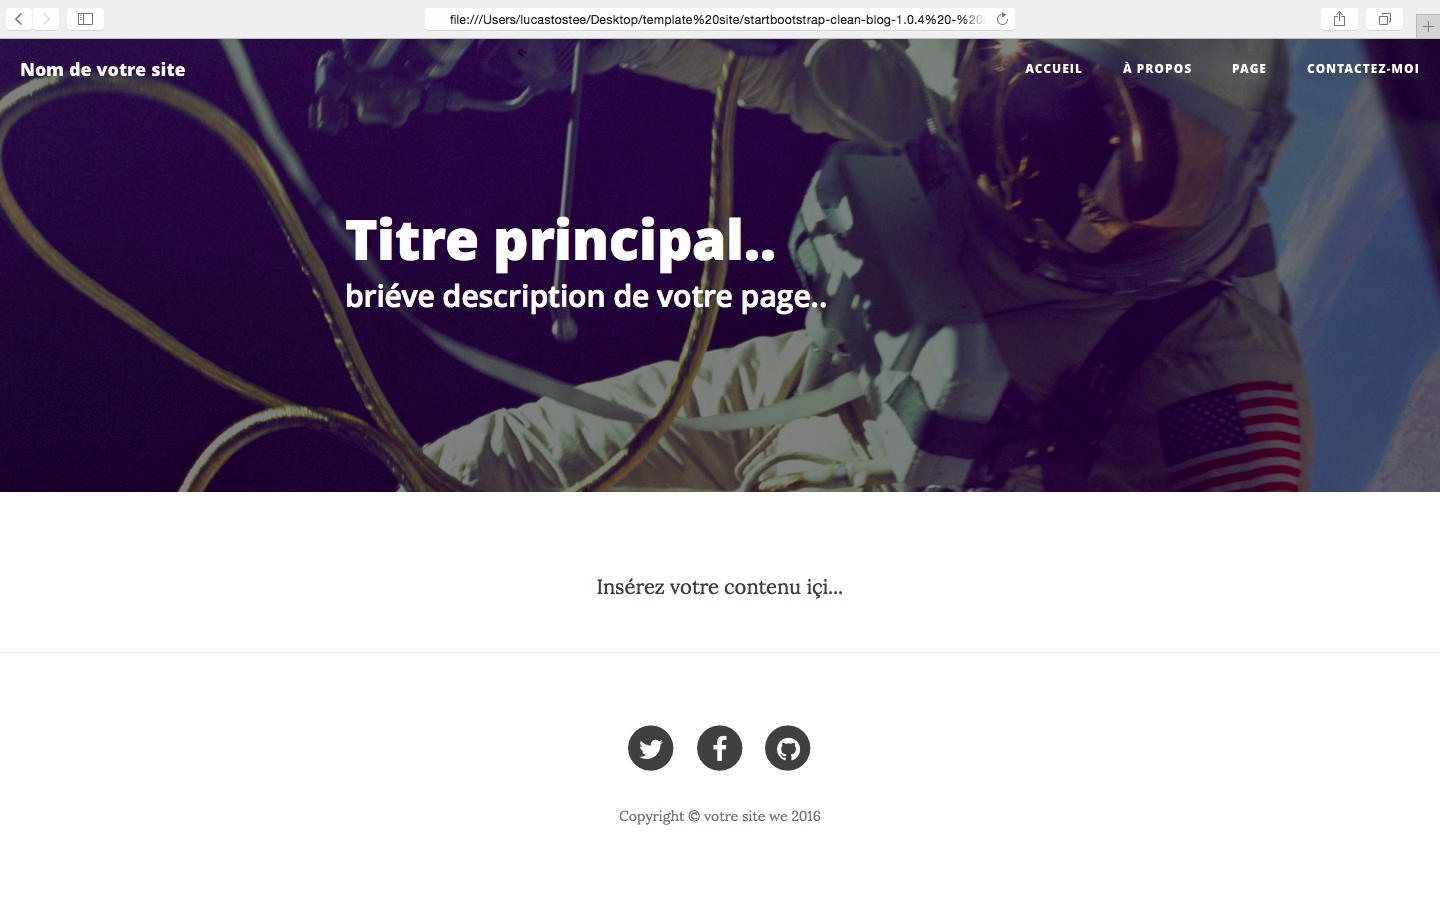 file:///Users/lucastostee/Desktop/template%20site/startbootstrap-clean-blog-1.0.4%20-%20
Nom de votre site
ACCUEIL
À PROPOS
PAGE
CONTACTEZ-MOI
Titre principal..
briéve description de votre page..
Insérez votre contenu içi...
Copyright © votre site we 2016